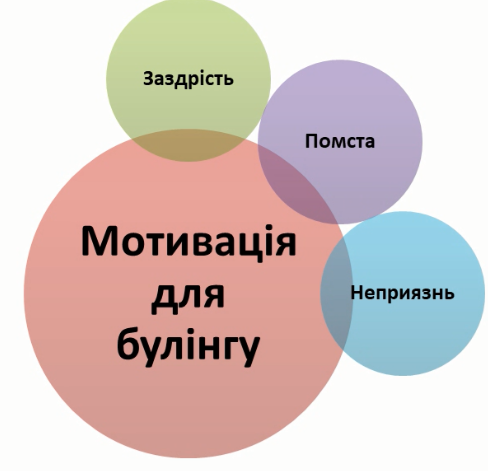 Заздрість
Помста
Мотивація
для
булінгу
Неприязнь